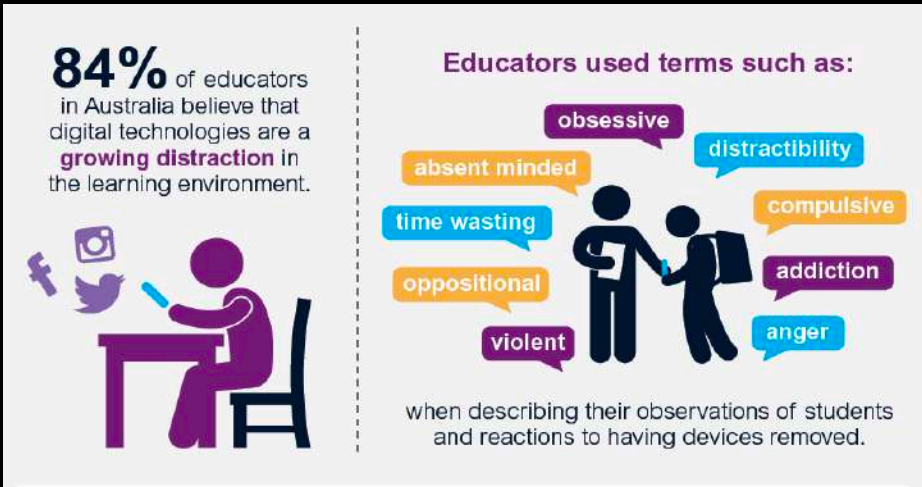 84% of educators
in Australia believe that
digital technologies are a
growing distraction in
the learning environment.
Educators used terms such as:
obsessive
distractibility
absent minded
compulsive
time wasting
addiction
oppositional
anger
violent
when describing their observations of students
and reactions to having devices removed.